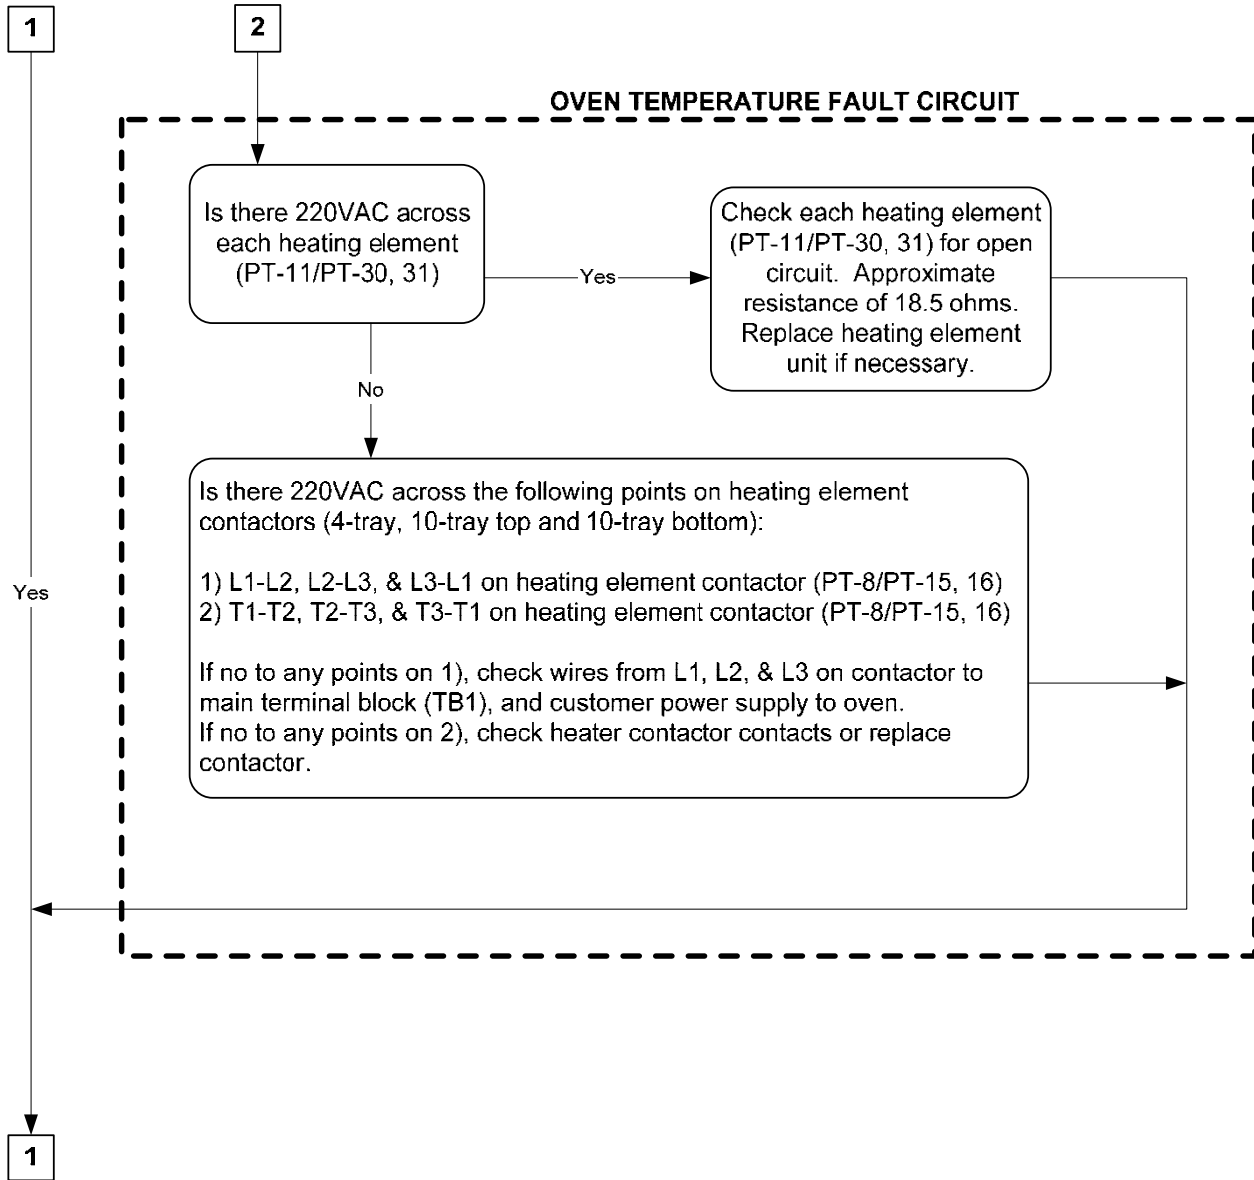 1
2
OVEN TEMPERATURE FAULT CIRCUIT
Is there 220VAC across
each heating element
(PT-11/PT-30, 31)
Yes
Check each heating element
(PT-11/PT-30, 31) for open
circuit. Approximate
resistance of 18.5 ohms.
Replace heating element
unit if necessary.
No
Is there 220VAC across the following points on heating element
contactors (4-tray, 10-tray top and 10-tray bottom):
1) L1-L2, L2-L3, & L3-L1 on heating element contactor (PT-8/PT-15, 16)
2) T1-T2, T2-T3, & T3-T1 on heating element contactor (PT-8/PT-15, 16)
If no to any points on 1), check wires from L1, L2, & L3 on contactor to
main terminal block (TB1), and customer power supply to oven.
If no to any points on 2), check heater contactor contacts or replace
contactor.
Yes
1